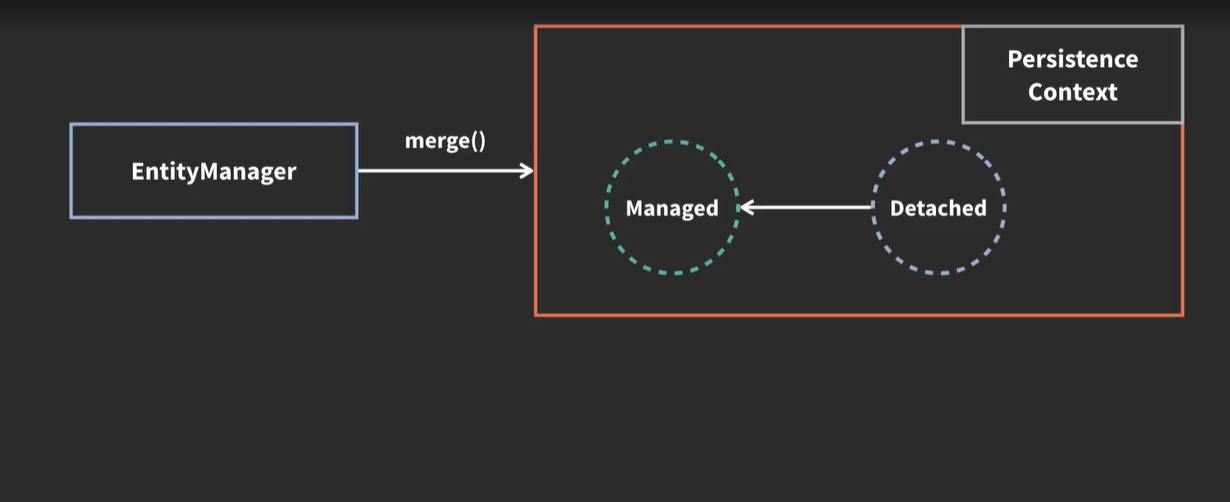 EntityManager
merge()
Persistence
Context
Managed
Detached